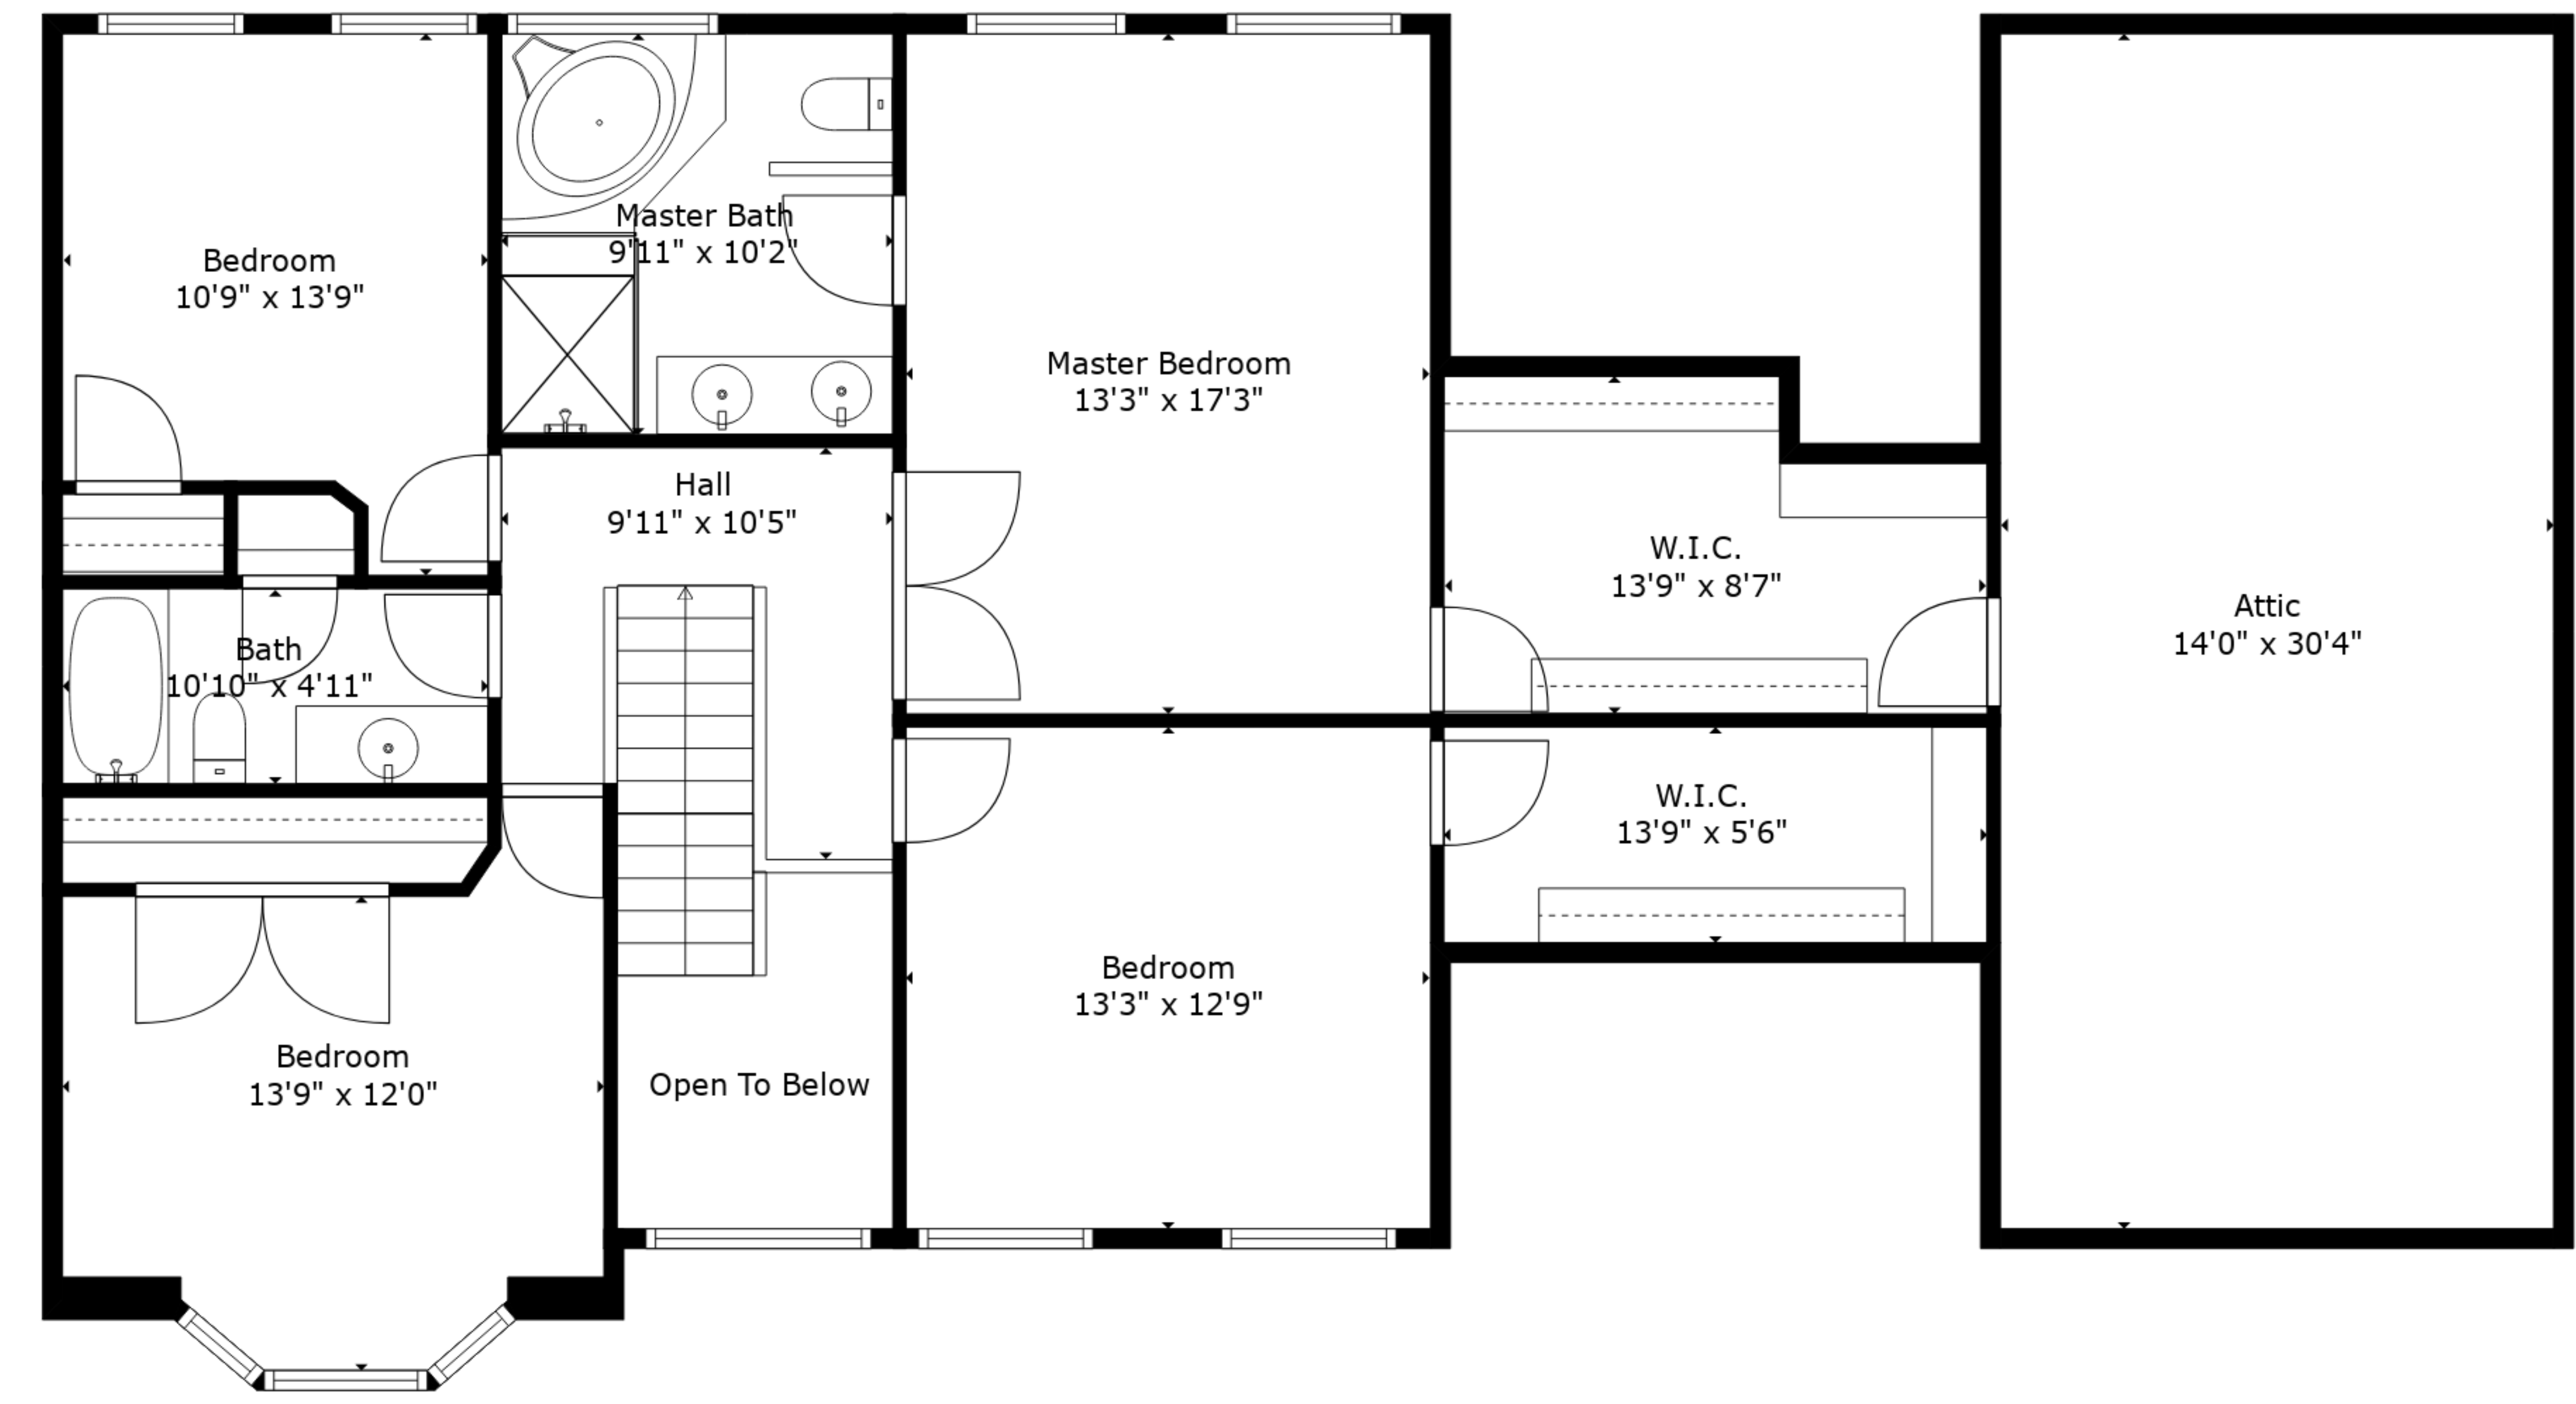 Bedroom
10'9" x 13'9"
Master Bath
9'11" x 10'2"
Master Bedroom
13'3" x 17'3"
Hall
9'11" x 10'5"
W.I.C.
13'9" x 8'7"
Attic
14'0" x 30'4"
Bath
10'10" x 4'11"
W.I.C.
13'9" x 5'6"
Bedroom
13'3" x 12'9"
Bedroom
13'9" x 12'0"
Open To Below